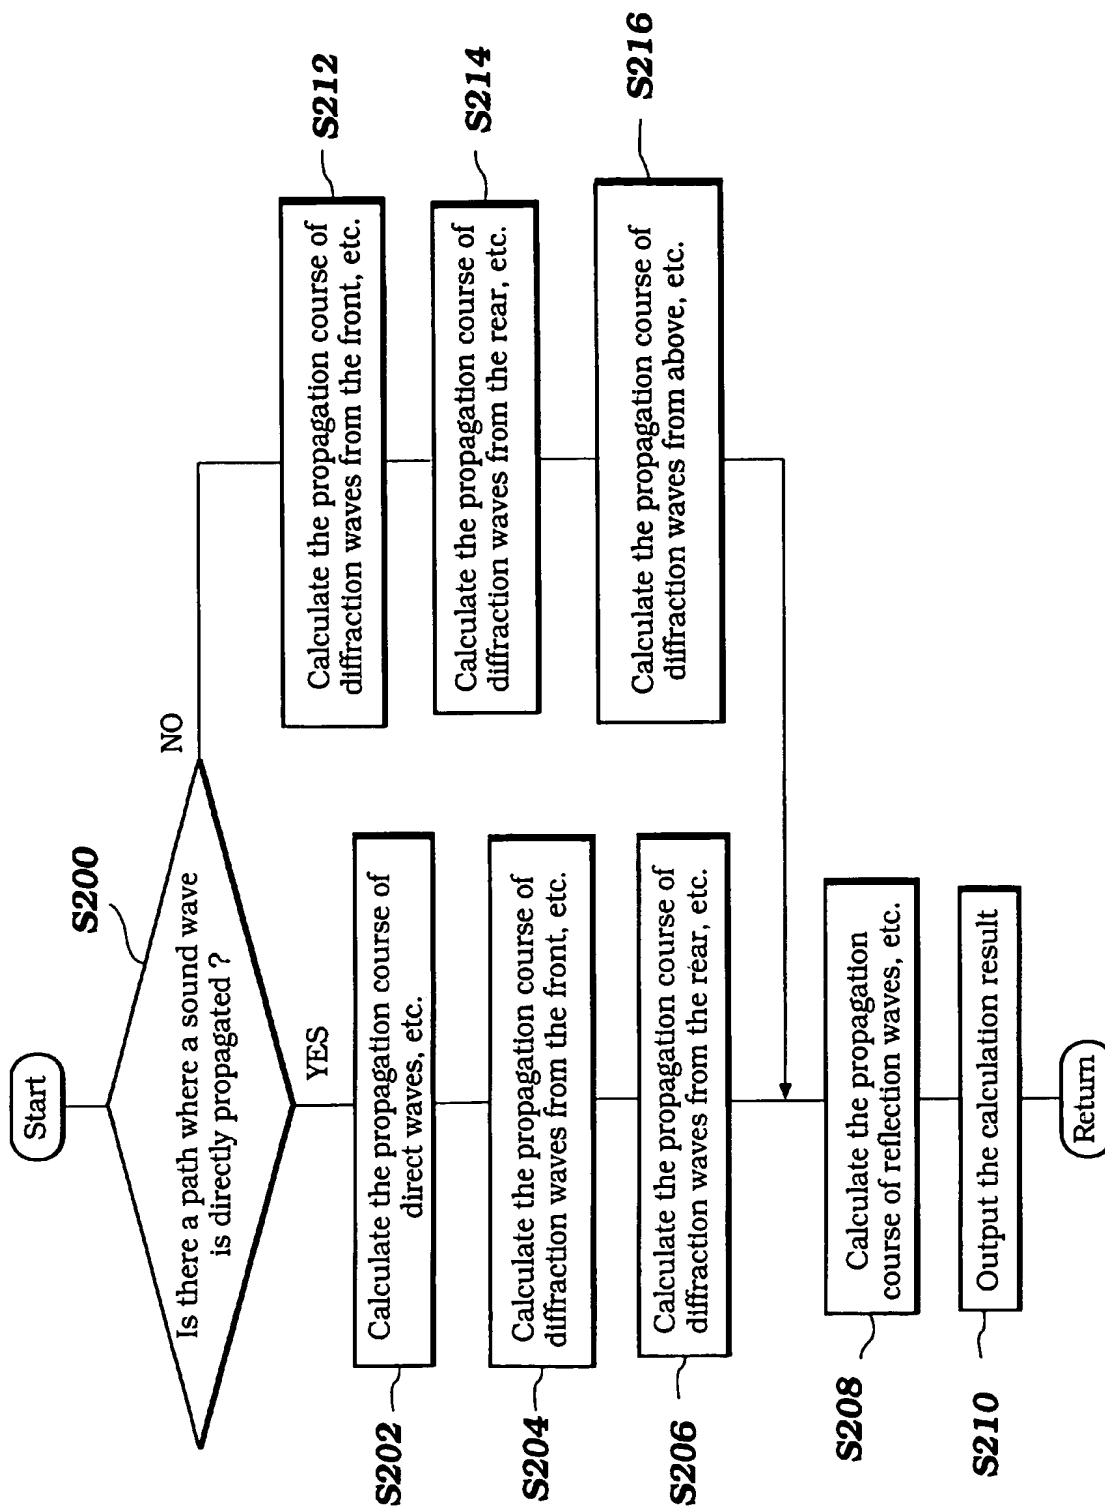 Start
S200
Is there a path where a sound wave
is directly propagated ?
NO
YES
S202
Calculate the propagation course of
direct waves, etc.
S204
Calculate the propagation course of
diffraction waves from the front, etc.
S206
Calculate the propagation course of
diffraction waves from the rear, etc.
S212
Calculate the propagation course of
diffraction waves from the front, etc.
S214
Calculate the propagation course of
diffraction waves from the rear, etc.
S216
Calculate the propagation course of
diffraction waves from above, etc.
S208
Calculate the propagation
course of reflection waves, etc.
S210
Output the calculation result
Return